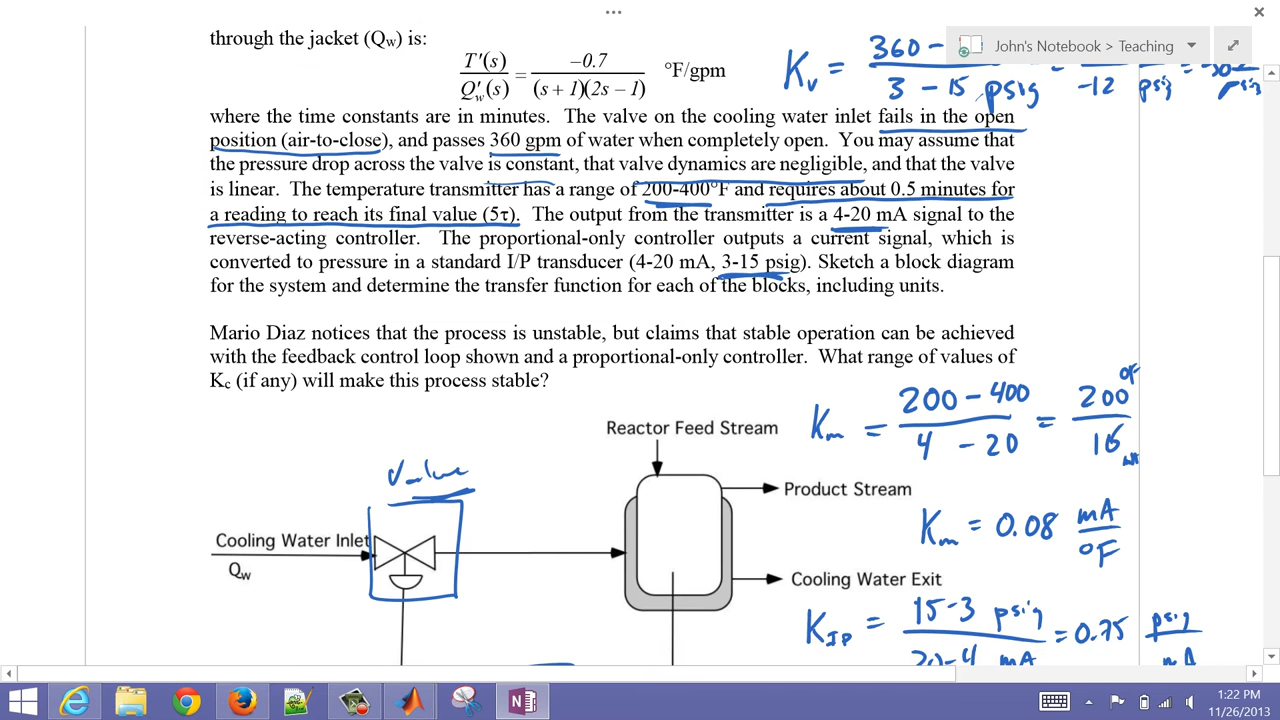 through the jacket (Qw) is:
T'(s) / Q'w(s) = −0.7 / (s + 1)(2s − 1) °F/gpm
where the time constants are in minutes. The valve on the cooling water inlet fails in the open
position (air-to-close), and passes 360 gpm of water when completely open. You may assume that
the pressure drop across the valve is constant, that valve dynamics are negligible, and that the valve
is linear. The temperature transmitter has a range of 200-400°F and requires about 0.5 minutes for
a reading to reach its final value (5τ). The output from the transmitter is a 4-20 mA signal to the
reverse-acting controller. The proportional-only controller outputs a current signal, which is
converted to pressure in a standard I/P transducer (4-20 mA, 3-15 psig). Sketch a block diagram
for the system and determine the transfer function for each of the blocks, including units.
Mario Diaz notices that the process is unstable, but claims that stable operation can be achieved
with the feedback control loop shown and a proportional-only controller. What range of values of
Kc (if any) will make this process stable?
John's Notebook > Teaching
Kv = 360 − / 3 − 15 psig = / -12 psig = / psig
Km = 200 − 400 / 4 − 20 = 200 °F / 16 mA
Km = 0.08 mA / °F
KIP = 15-3 psig / 20-4 mA = 0.75 psig / mA
Valve
Reactor Feed Stream
Product Stream
Cooling Water Inlet
Qw
Cooling Water Exit
1:22 PM
11/26/2013